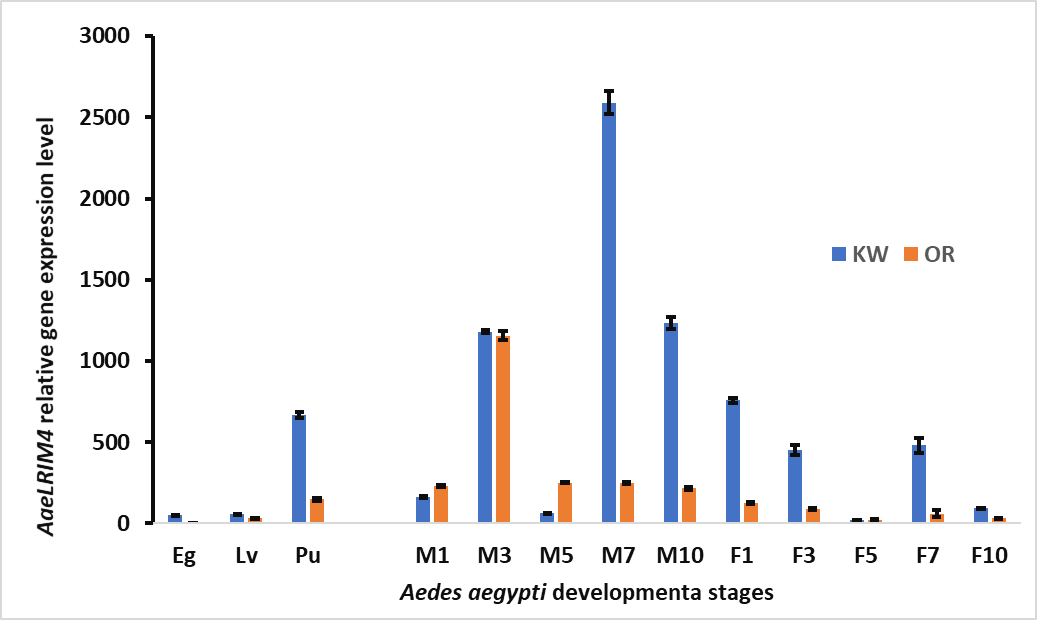 AaeLRIM4 relative gene expression level
3000
2500
2000
1500
1000
500
0
KW OR
Eg Lv Pu M1 M3 M5 M7 M10 F1 F3 F5 F7 F10
Aedes aegypti developmenta stages